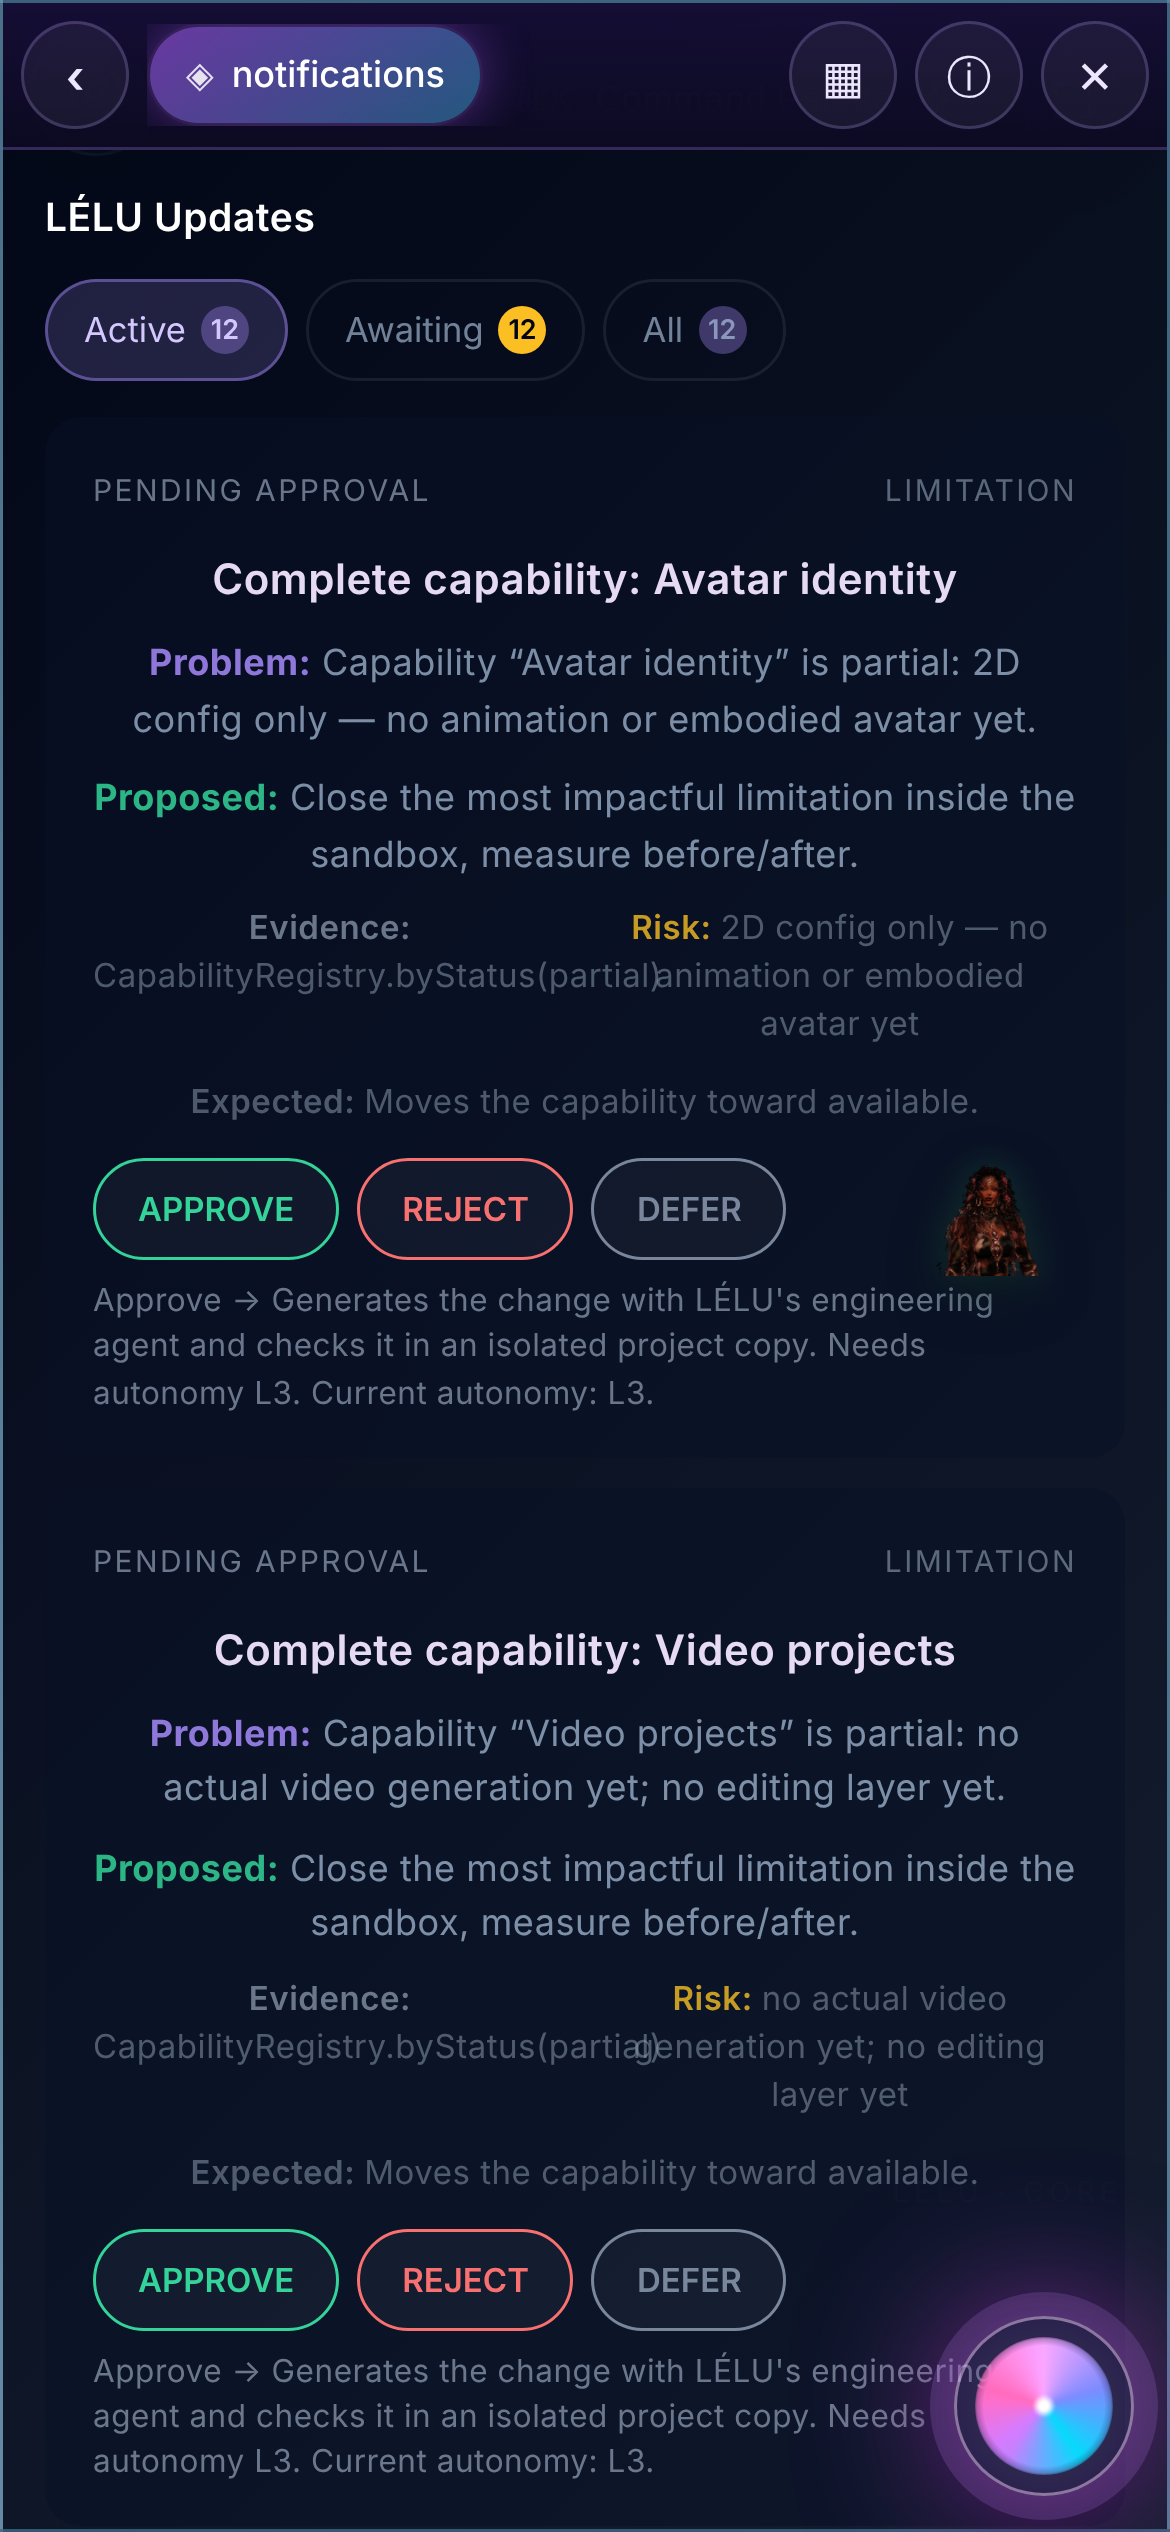 notifications
LÉLU Updates
Active 12
Awaiting 12
All 12
PENDING APPROVAL
LIMITATION
Complete capability: Avatar identity
Problem: Capability “Avatar identity” is partial: 2D
config only — no animation or embodied avatar yet.
Proposed: Close the most impactful limitation inside the
sandbox, measure before/after.
Evidence:
CapabilityRegistry.byStatus(partial)
Risk: 2D config only — no
animation or embodied
avatar yet
Expected: Moves the capability toward available.
APPROVE
REJECT
DEFER
Approve → Generates the change with LÉLU's engineering
agent and checks it in an isolated project copy. Needs
autonomy L3. Current autonomy: L3.
PENDING APPROVAL
LIMITATION
Complete capability: Video projects
Problem: Capability “Video projects” is partial: no
actual video generation yet; no editing layer yet.
Proposed: Close the most impactful limitation inside the
sandbox, measure before/after.
Evidence:
CapabilityRegistry.byStatus(partial)
Risk: no actual video
generation yet; no editing
layer yet
Expected: Moves the capability toward available.
APPROVE
REJECT
DEFER
Approve → Generates the change with LÉLU's engineering
agent and checks it in an isolated project copy. Needs
autonomy L3. Current autonomy: L3.